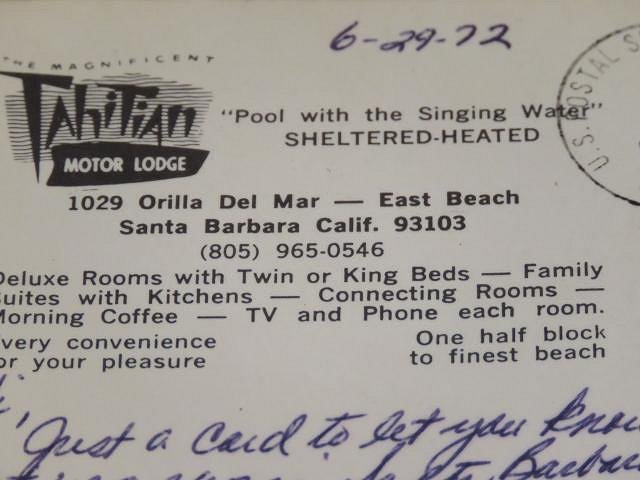 6-29-72
THE MAGNIFICENT
TAHITIAN
MOTOR LODGE
"Pool with the Singing Water"
SHELTERED-HEATED
U.S. POSTAL S
1029 Orilla Del Mar — East Beach
Santa Barbara Calif. 93103
(805) 965-0546
Deluxe Rooms with Twin or King Beds — Family
Suites with Kitchens — Connecting Rooms —
Morning Coffee — TV and Phone each room.
very convenience
or your pleasure
One half block
to finest beach
Just a card to let you know
Barbar